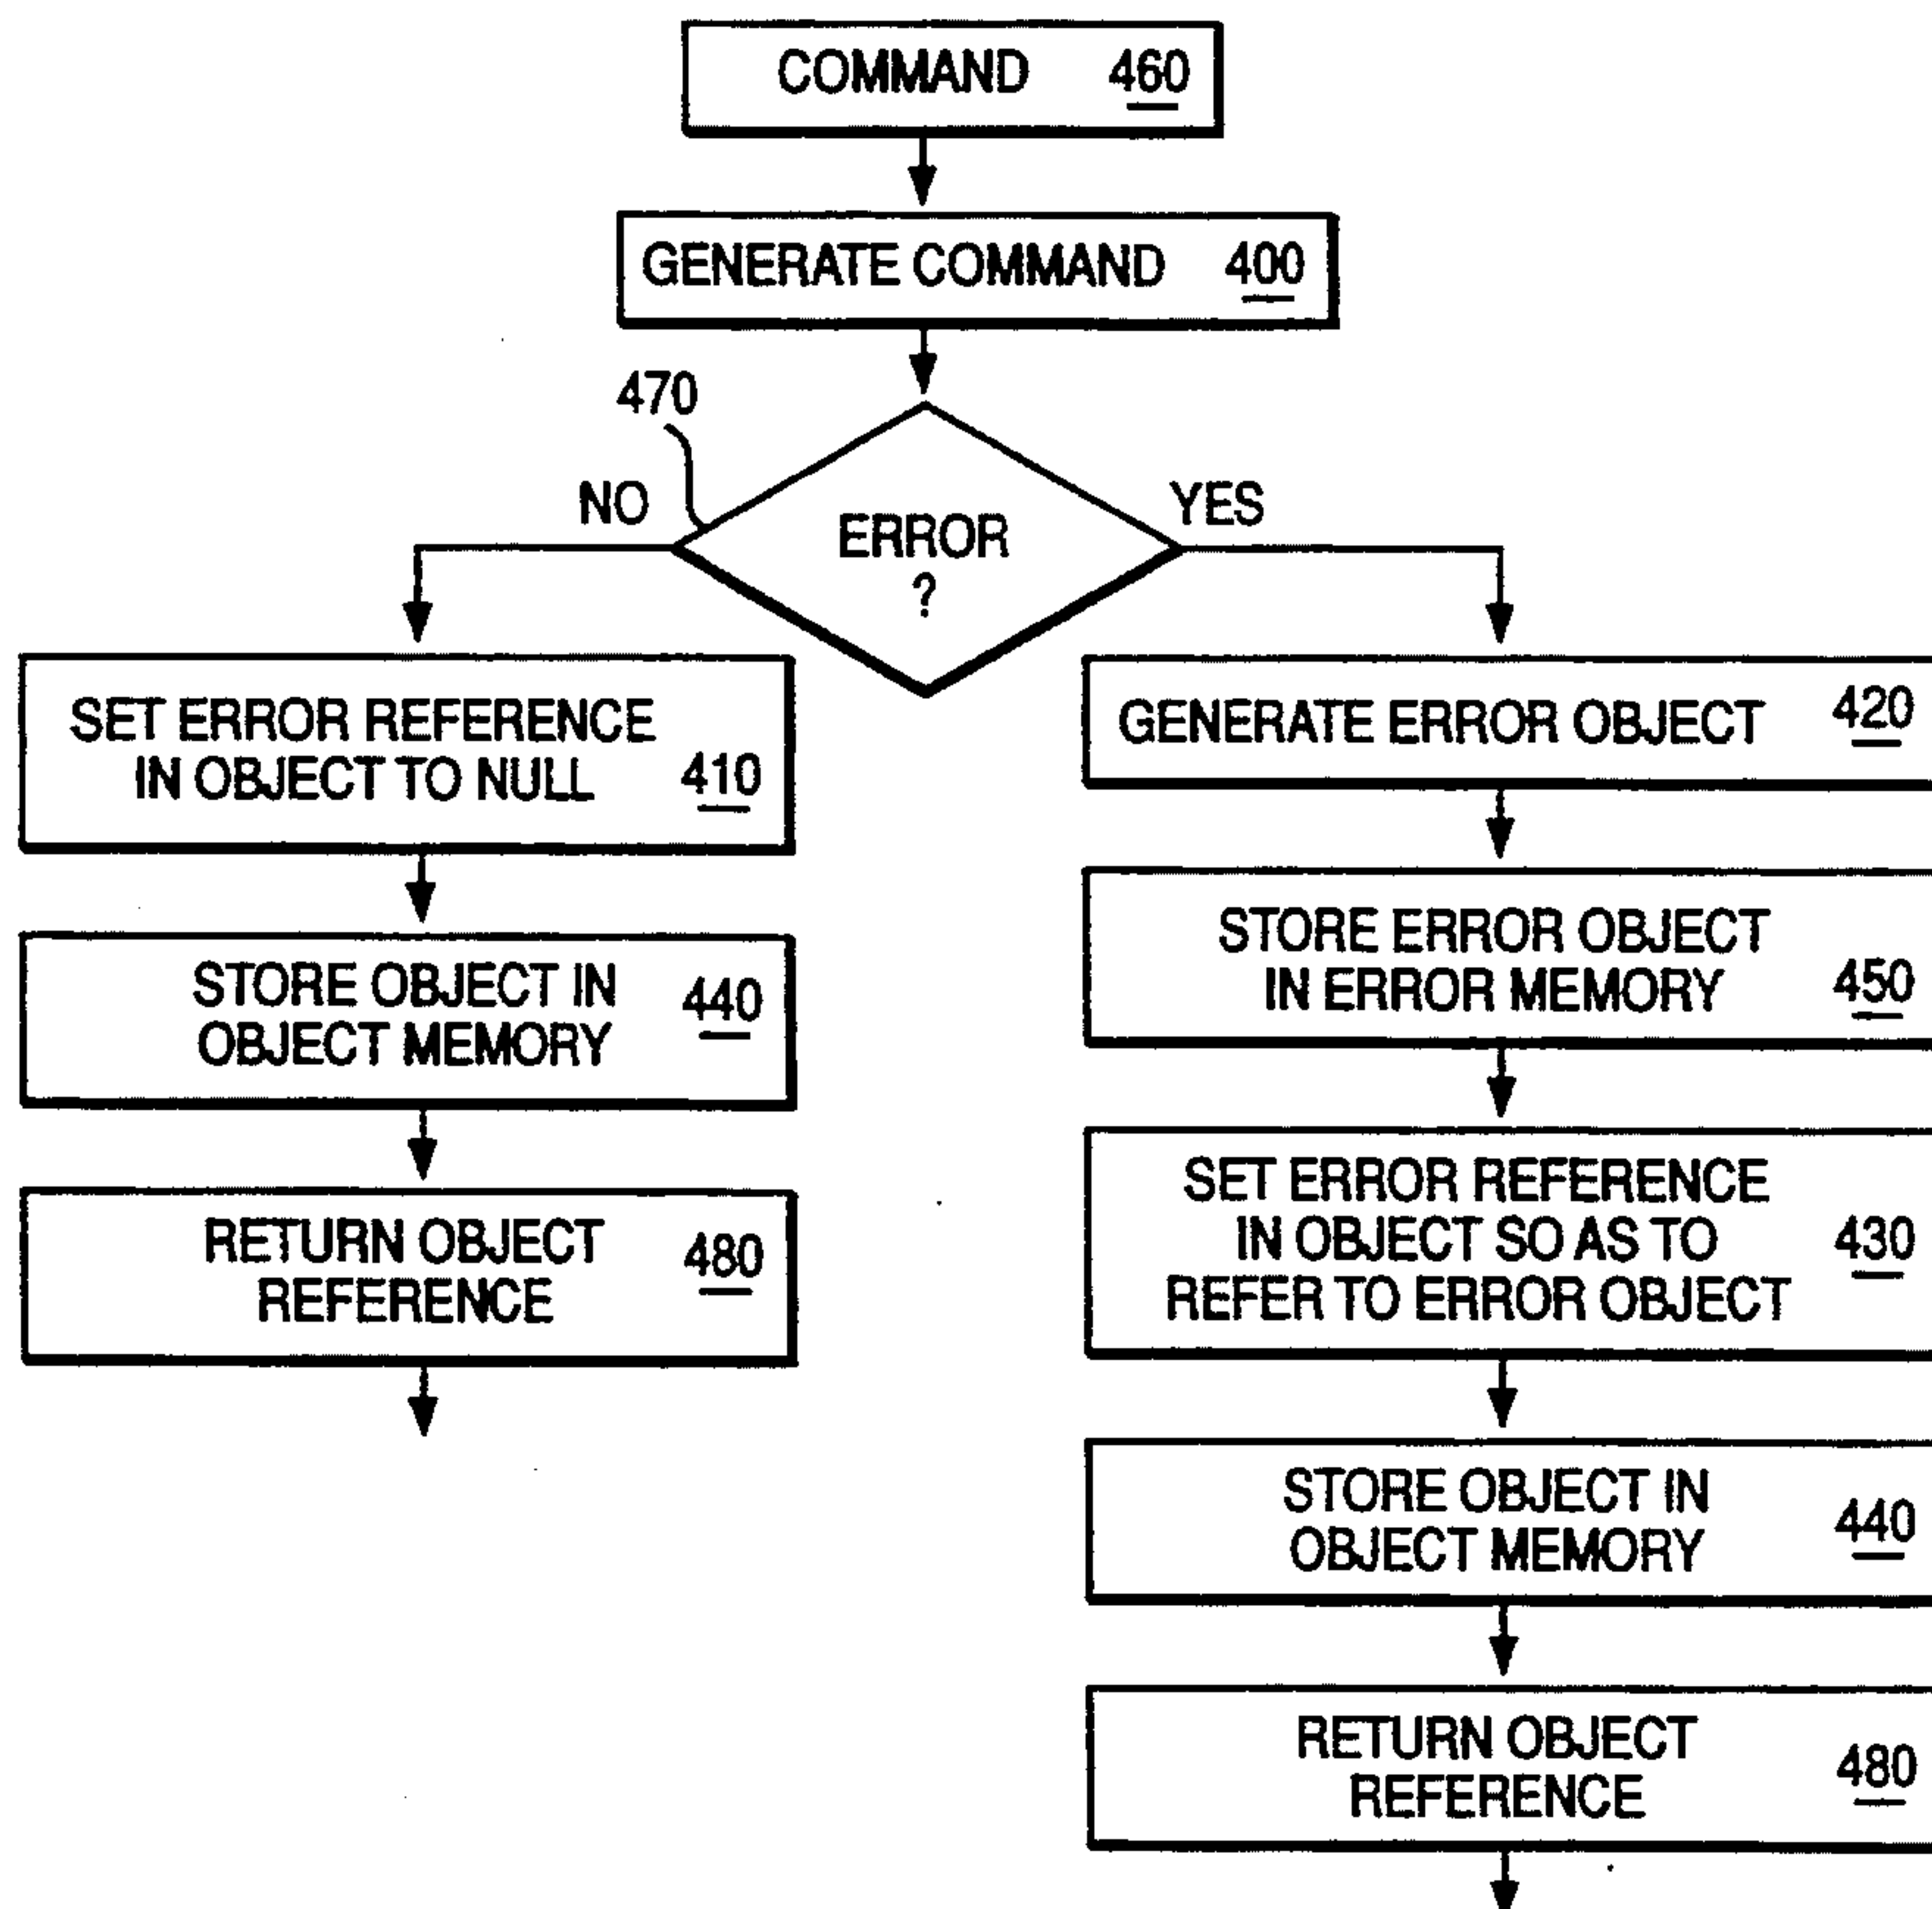 COMMAND 460
GENERATE COMMAND 400
470
NO
YES
ERROR
?
SET ERROR REFERENCE
IN OBJECT TO NULL 410
STORE OBJECT IN
OBJECT MEMORY 440
RETURN OBJECT
REFERENCE 480
GENERATE ERROR OBJECT 420
STORE ERROR OBJECT
IN ERROR MEMORY 450
SET ERROR REFERENCE
IN OBJECT SO AS TO 430
REFER TO ERROR OBJECT
STORE OBJECT IN
OBJECT MEMORY 440
RETURN OBJECT
REFERENCE 480